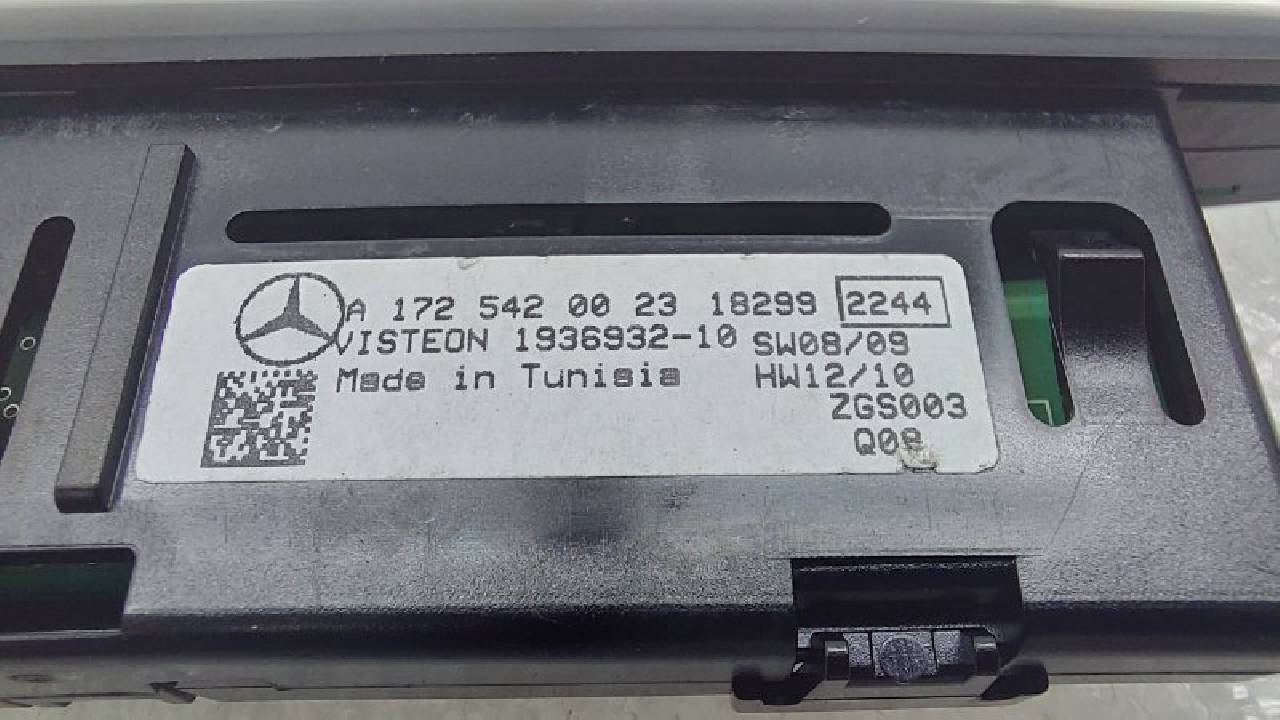 A 172 542 00 23 18299 2244
VISTEON 1936932-10 SW08/09
Made in Tunisia HW12/10
ZGS003
Q08